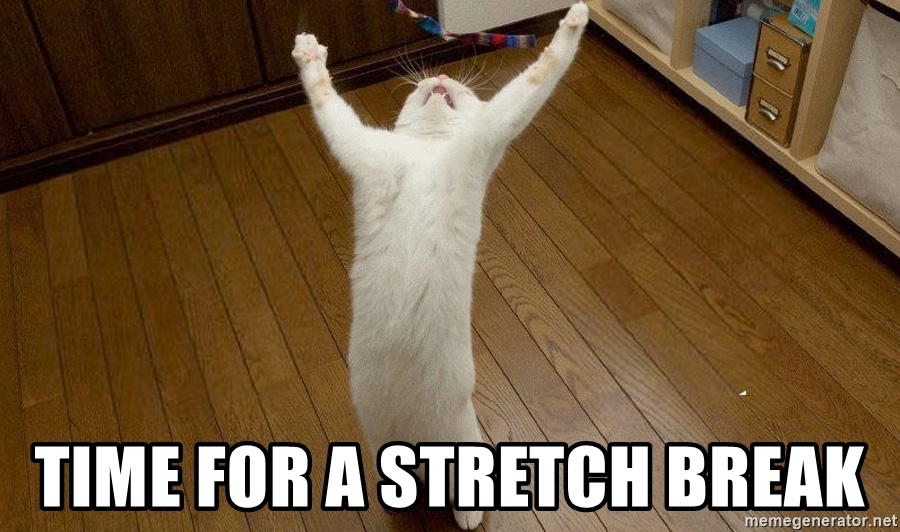 TIME FOR A STRETCH BREAK
memegenerator.net